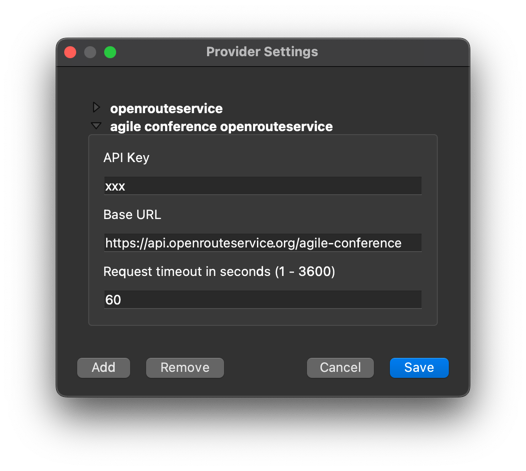 Provider Settings
openrouteservice
agile conference openrouteservice
API Key
xxx
Base URL
https://api.openrouteservice.org/agile-conference
Request timeout in seconds (1 - 3600)
60
Add Remove Cancel Save